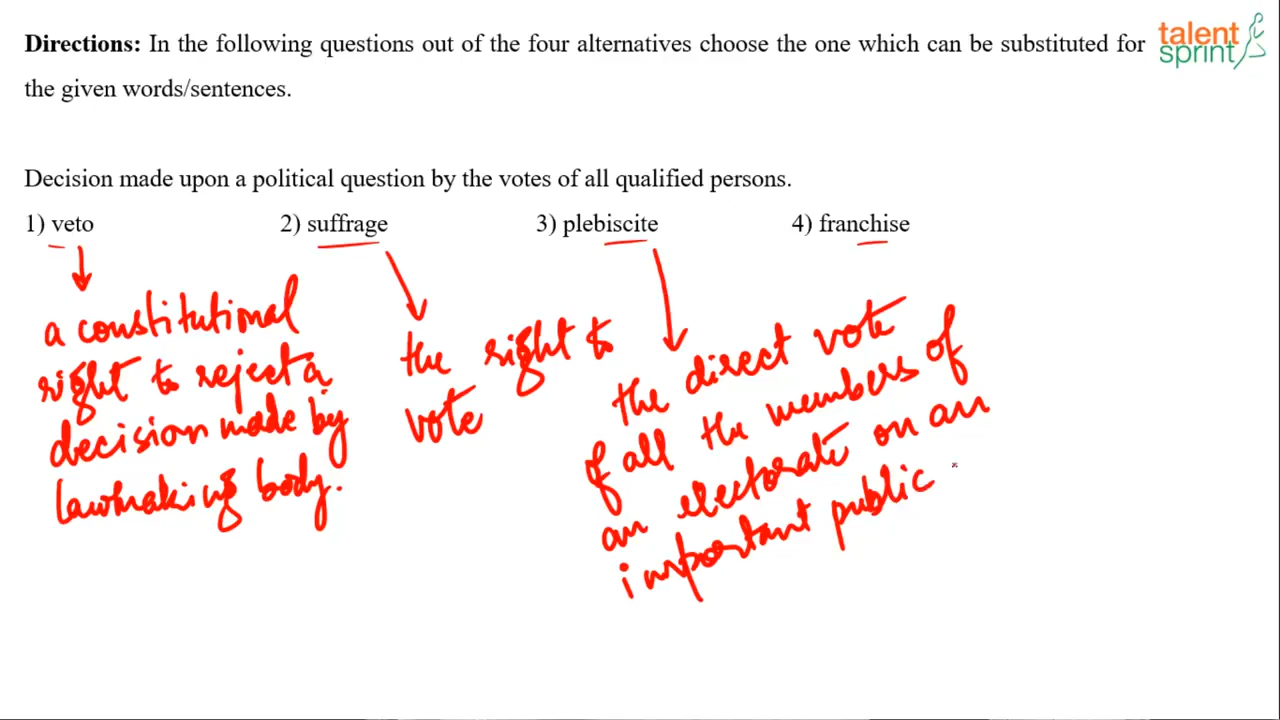 Directions: In the following questions out of the four alternatives choose the one which can be substituted for
the given words/sentences.
talent
sprint
Decision made upon a political question by the votes of all qualified persons.
1) veto 2) suffrage 3) plebiscite 4) franchise
a constitutional
right to reject a
decision made by
lawmaking body.
the right to
vote
the direct vote
of all the members of
an electorate on an
important public